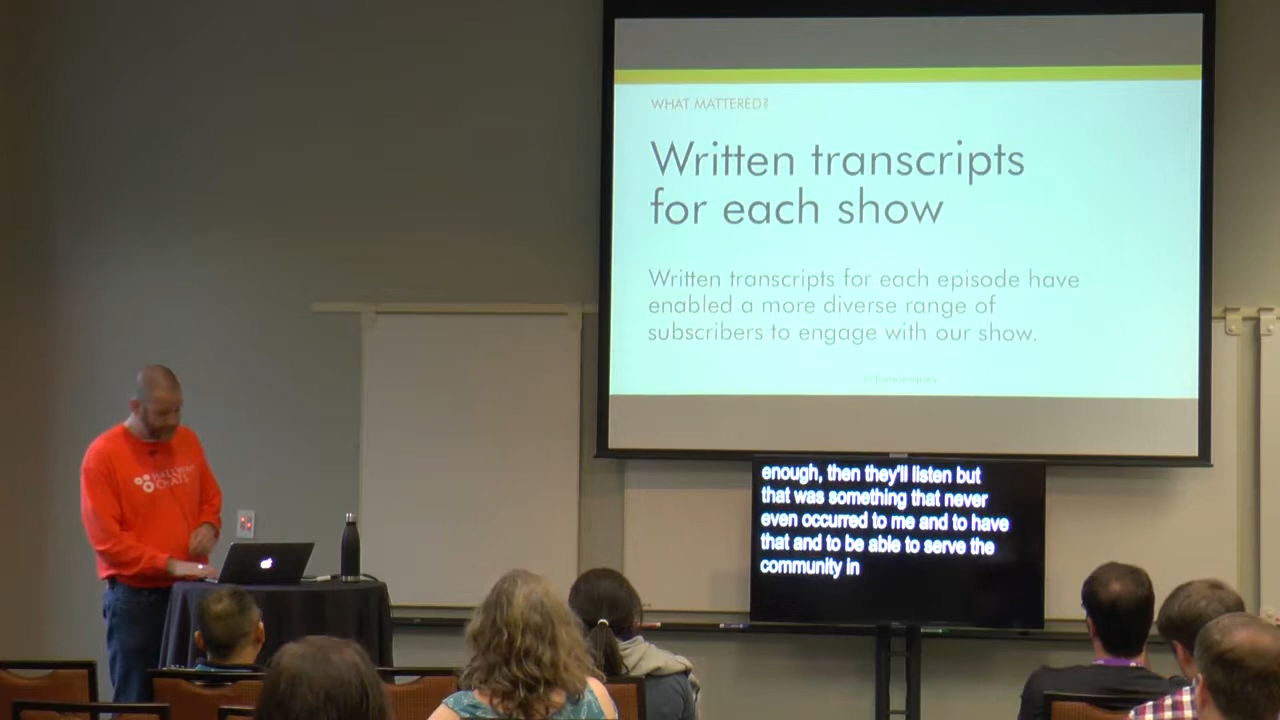 WHAT MATTERED?
Written transcripts
for each show
Written transcripts for each episode have
enabled a more diverse range of
subscribers to engage with our show.
enough, then they'll listen but
that was something that never
even occurred to me and to have
that and to be able to serve the
community in
HALLWAY
CHATS